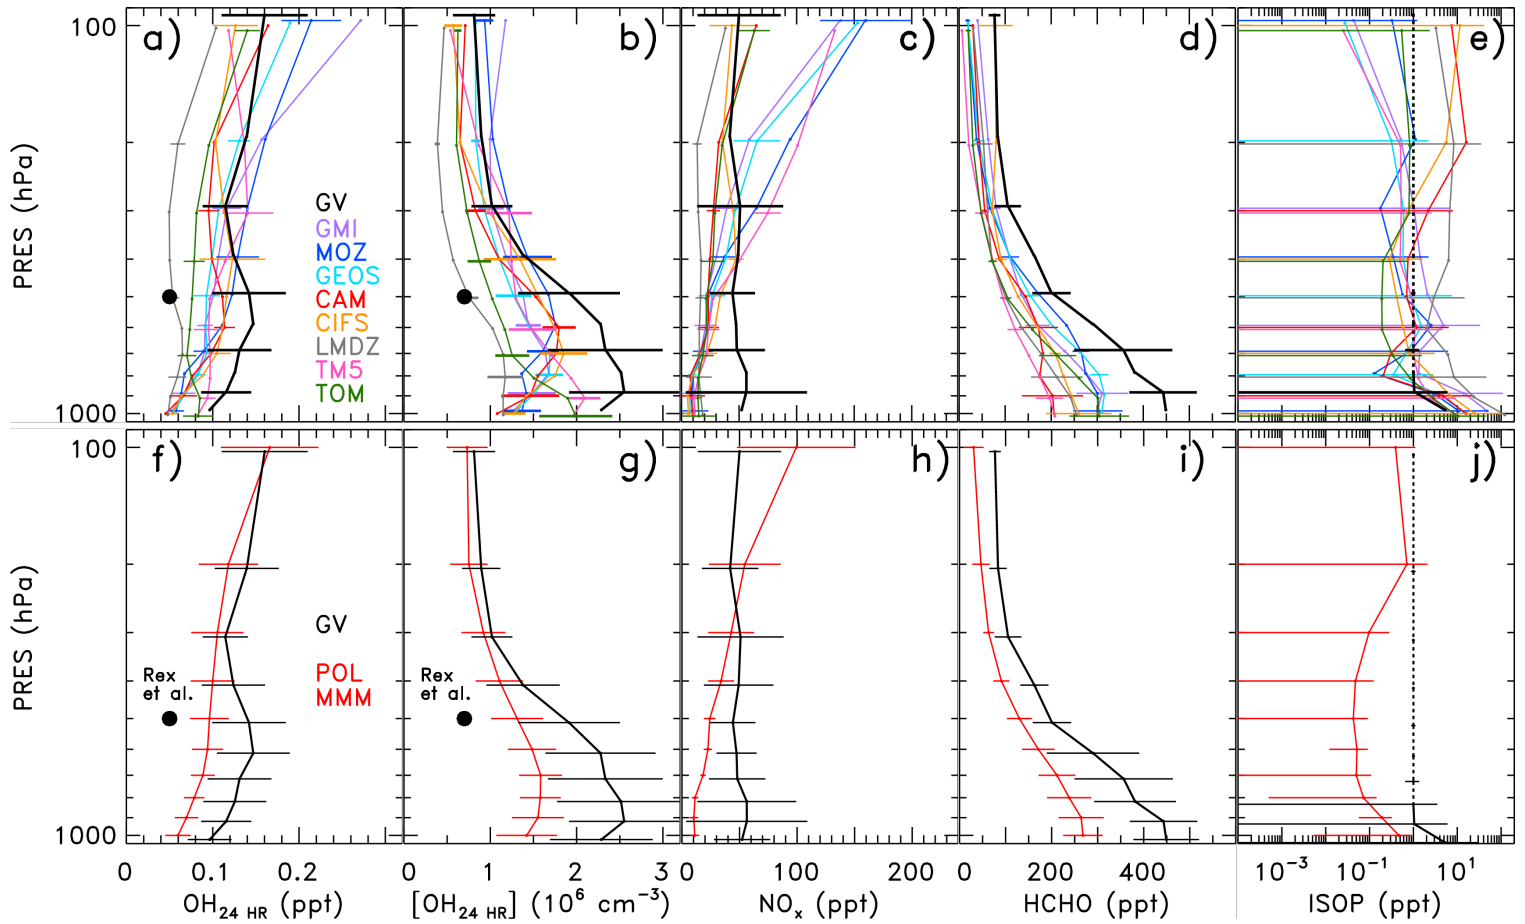 a)
b)
c)
d)
e)
100
1000
PRES (hPa)
GV
GMI
MOZ
GEOS
CAM
CIFS
LMDZ
TM5
TOM
f)
g)
h)
i)
j)
100
1000
PRES (hPa)
GV
POL
MMM
Rex
et al.
Rex
et al.
0 0.1 0.2
OH24 HR (ppt)
0 1 2 3
[OH24 HR] (10⁶ cm⁻³)
0 100 200
NOx (ppt)
0 200 400
HCHO (ppt)
10⁻³ 10⁻¹ 10¹
ISOP (ppt)